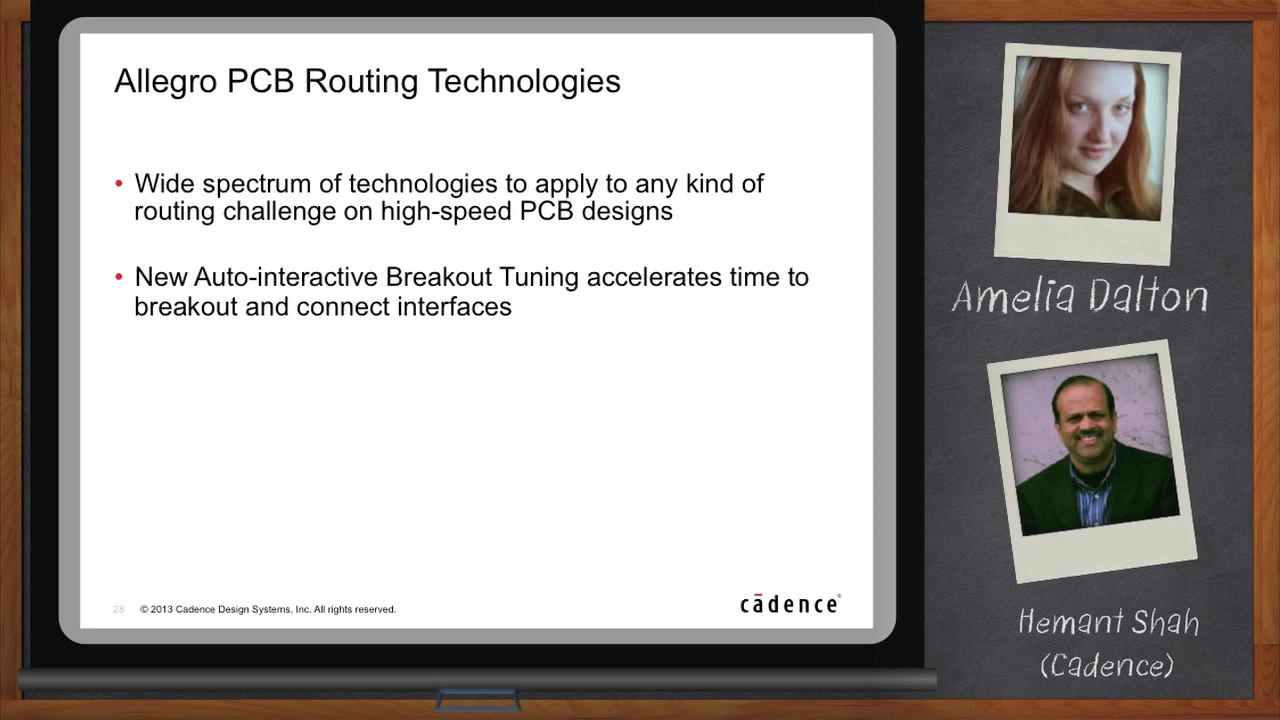 Allegro PCB Routing Technologies
• Wide spectrum of technologies to apply to any kind of
routing challenge on high-speed PCB designs
• New Auto-interactive Breakout Tuning accelerates time to
breakout and connect interfaces
28 © 2013 Cadence Design Systems, Inc. All rights reserved.
cādence®
Amelia Dalton
Hemant Shah
(Cadence)